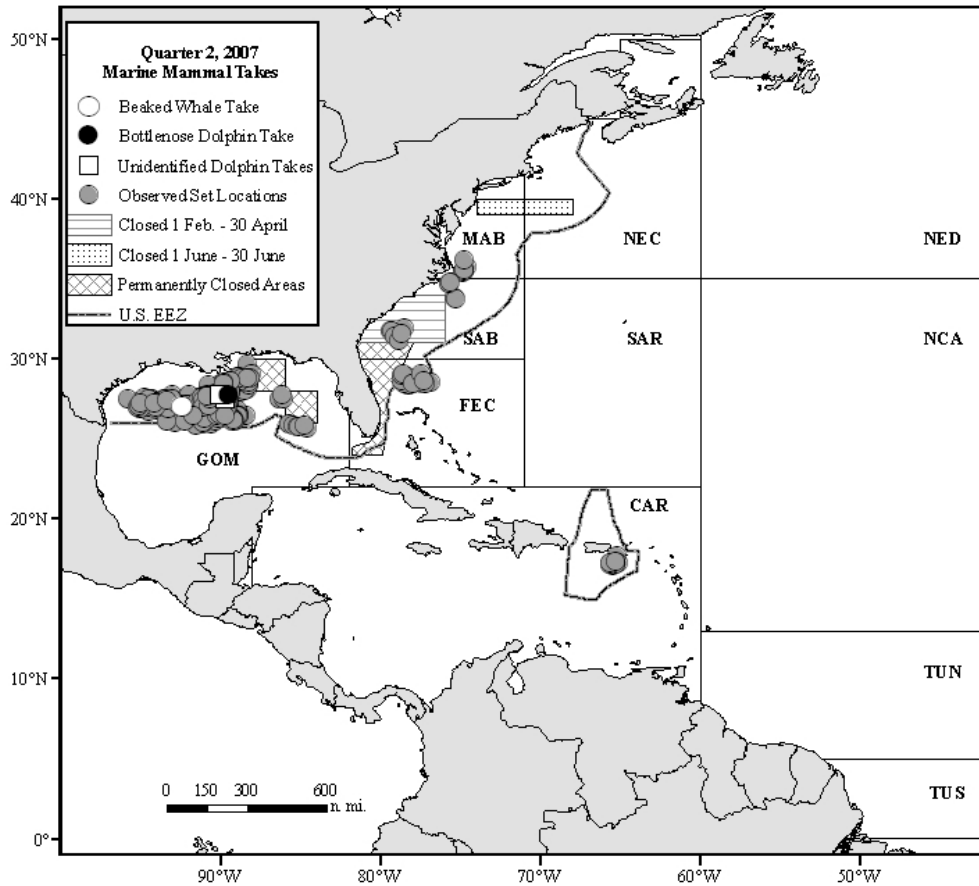 50°N
40°N
30°N
20°N
10°N
0°
Quarter 2, 2007
Marine Mammal Takes
Beaked Whale Take
Bottlenose Dolphin Take
Unidentified Dolphin Takes
Observed Set Locations
Closed 1 Feb. - 30 April
Closed 1 June - 30 June
Permanently Closed Areas
U.S. EEZ
MAB
NEC
NED
SAB
SAR
NCA
FEC
GOM
CAR
TUN
TUS
0 150 300 600
n. mi.
90°W 80°W 70°W 60°W 50°W